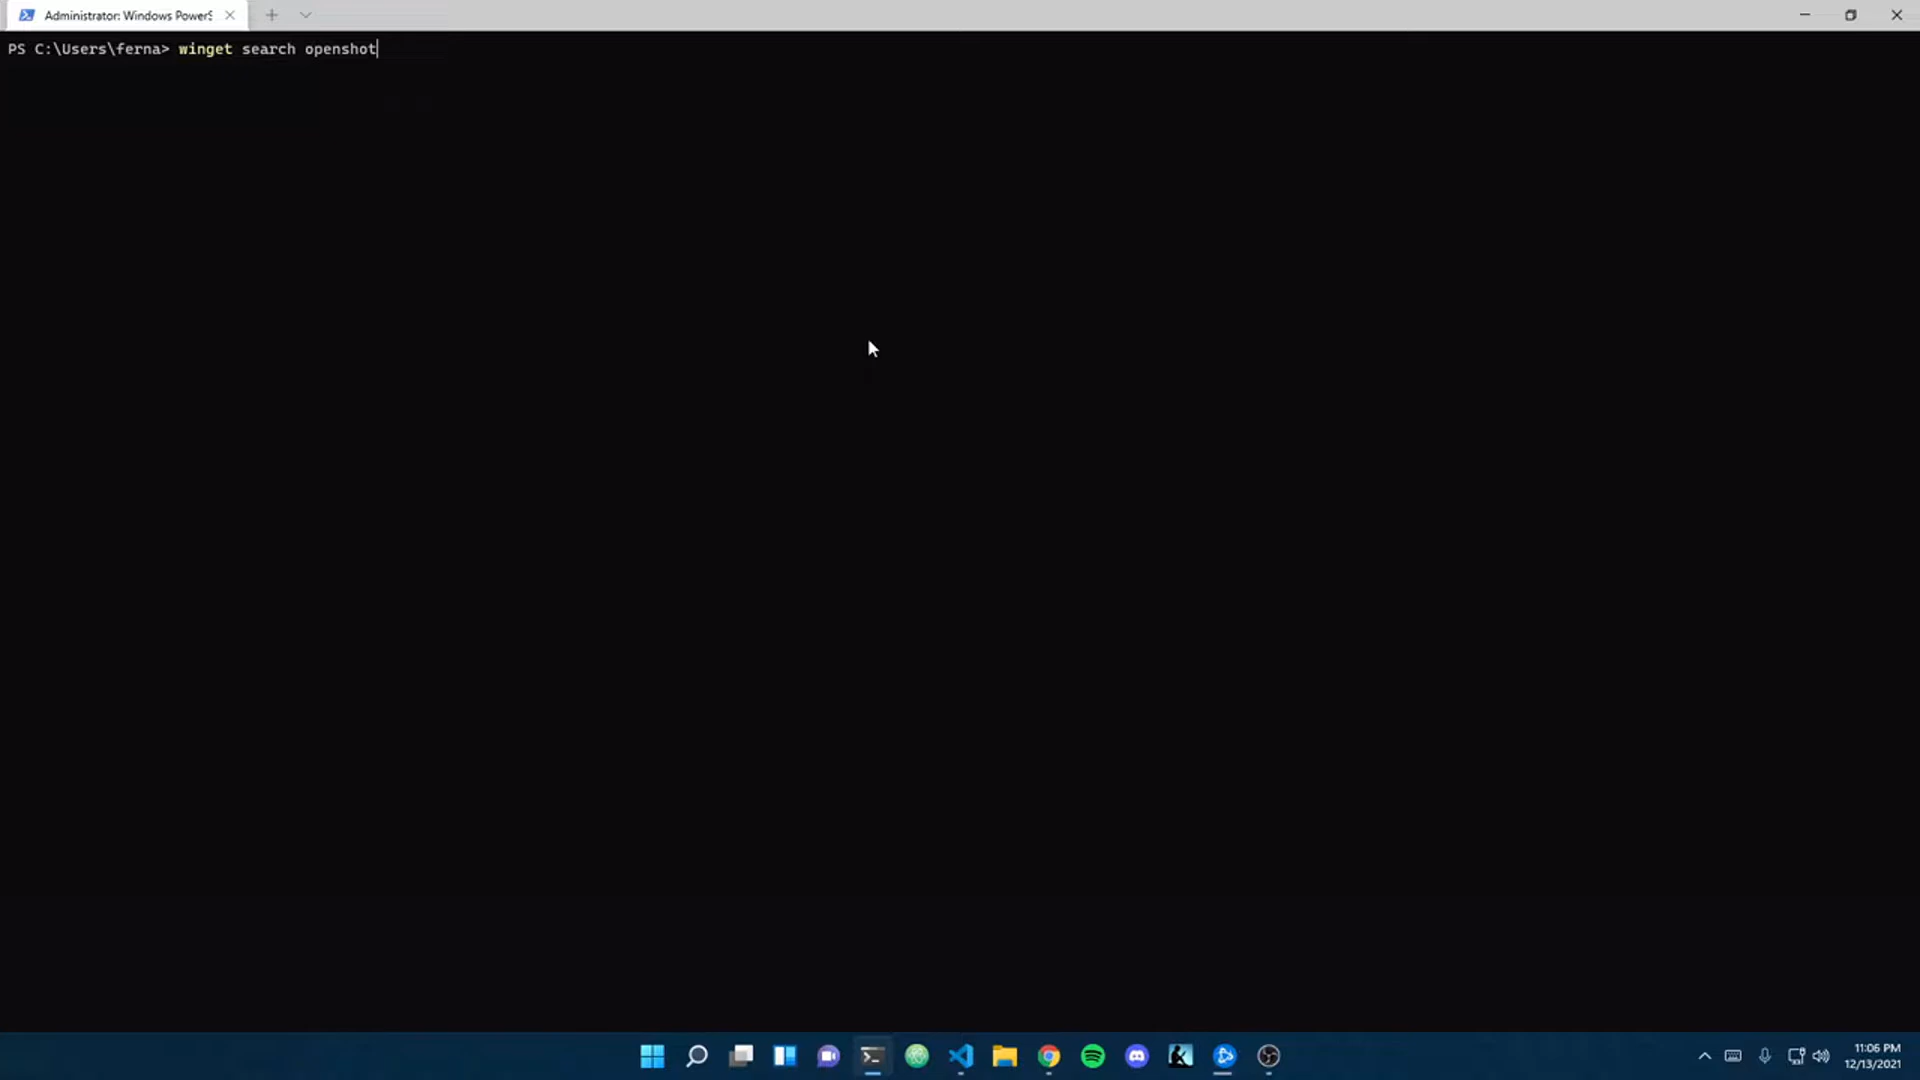 Administrator: Windows PowerS
PS C:\Users\ferna> winget search openshot
11:06 PM
12/13/2021